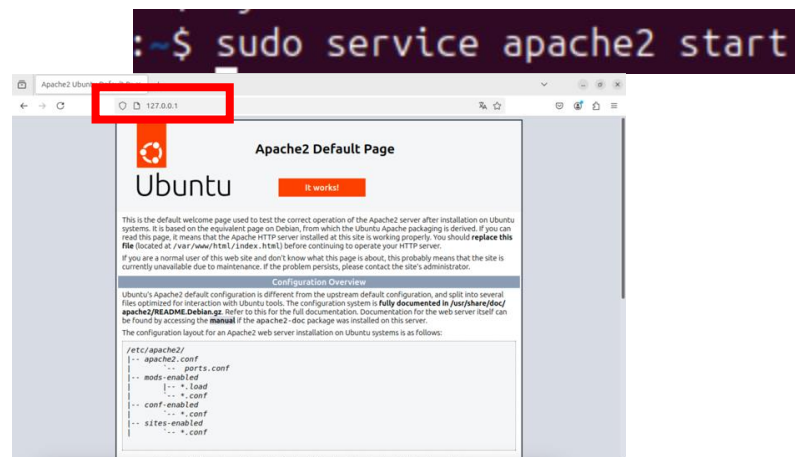 :~$ sudo service apache2 start
Apache2 Ubuntu
127.0.0.1
Apache2 Default Page
Ubuntu
It works!
This is the default welcome page used to test the correct operation of the Apache2 server after installation on Ubuntu
systems. It is based on the equivalent page on Debian, from which the Ubuntu Apache packaging is derived. If you can
read this page, it means that the Apache HTTP server installed at this site is working properly. You should replace this
file (located at /var/www/html/index.html) before continuing to operate your HTTP server.
If you are a normal user of this web site and don't know what this page is about, this probably means that the site is
currently unavailable due to maintenance. If the problem persists, please contact the site's administrator.
Configuration Overview
Ubuntu's Apache2 default configuration is different from the upstream default configuration, and split into several
files optimized for interaction with Ubuntu tools. The configuration system is fully documented in /usr/share/doc/
apache2/README.Debian.gz. Refer to this for the full documentation. Documentation for the web server itself can
be found by accessing the manual if the apache2-doc package was installed on this server.
The configuration layout for an Apache2 web server installation on Ubuntu systems is as follows:
/etc/apache2/
|-- apache2.conf
|       `--  ports.conf
|-- mods-enabled
|       |-- *.load
|       `-- *.conf
|-- conf-enabled
|       `-- *.conf
|-- sites-enabled
|       `-- *.conf